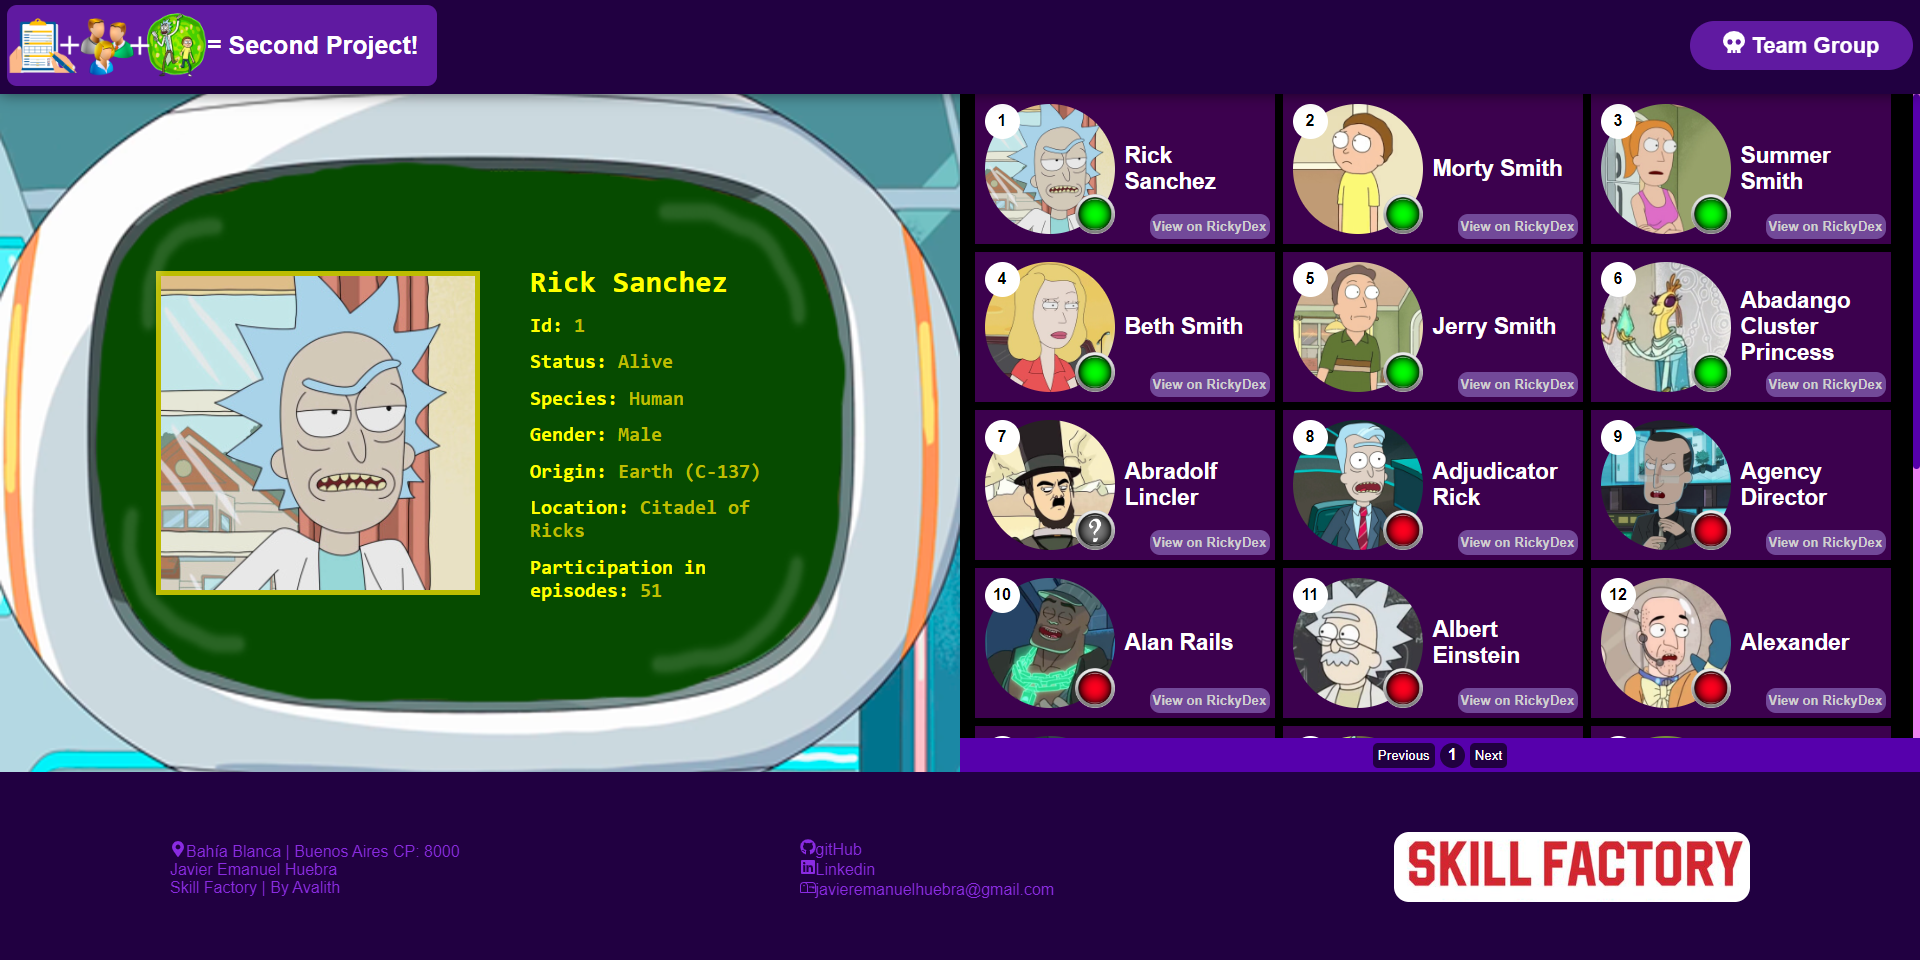 = Second Project!
Team Group
Rick Sanchez
Id: 1
Status: Alive
Species: Human
Gender: Male
Origin: Earth (C-137)
Location: Citadel of
Ricks
Participation in
episodes: 51
1
Rick
Sanchez
View on RickyDex
2
Morty Smith
View on RickyDex
3
Summer
Smith
View on RickyDex
4
Beth Smith
View on RickyDex
5
Jerry Smith
View on RickyDex
6
Abadango
Cluster
Princess
View on RickyDex
7
Abradolf
Lincler
?
View on RickyDex
8
Adjudicator
Rick
View on RickyDex
9
Agency
Director
View on RickyDex
10
Alan Rails
View on RickyDex
11
Albert
Einstein
View on RickyDex
12
Alexander
View on RickyDex
Previous 1 Next
Bahía Blanca | Buenos Aires CP: 8000
Javier Emanuel Huebra
Skill Factory | By Avalith
gitHub
Linkedin
javieremanuelhuebra@gmail.com
SKILL FACTORY